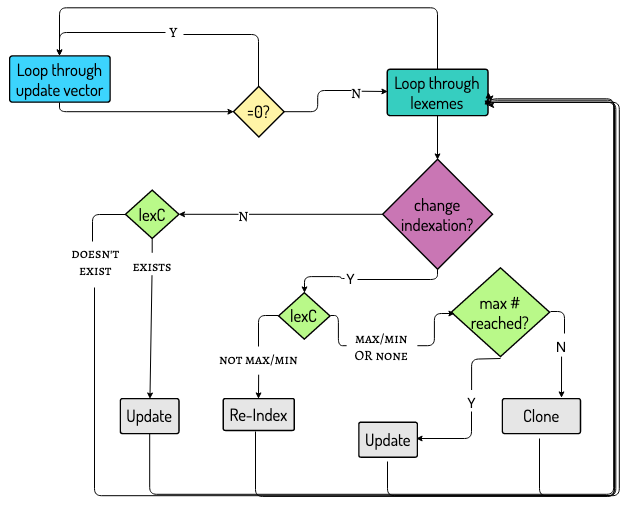 Y
Loop through
update vector
=0?
N
Loop through
lexemes
change
indexation?
N
lexC
DOESN'T
EXIST
EXISTS
Y
lexC
max #
reached?
MAX/MIN
OR NONE
NOT MAX/MIN
N
Y
Update
Re-Index
Update
Clone